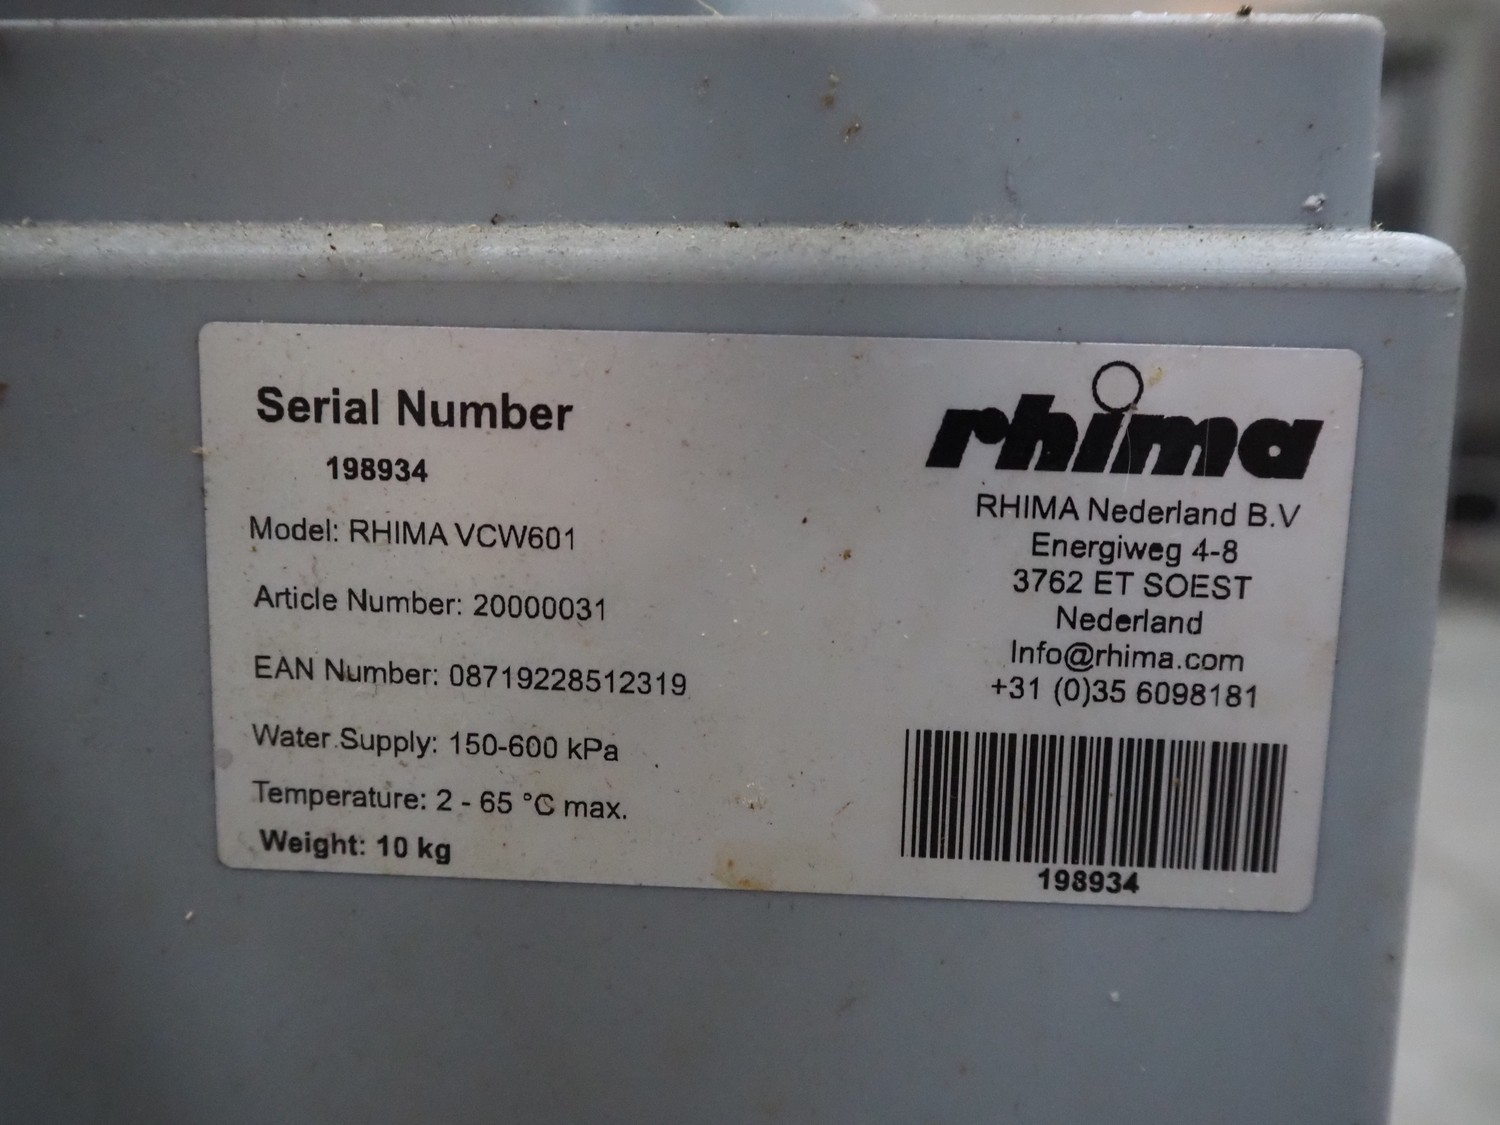 Serial Number
198934
Model: RHIMA VCW601
Article Number: 20000031
EAN Number: 08719228512319
Water Supply: 150-600 kPa
Temperature: 2 - 65 °C max.
Weight: 10 kg
rhima
RHIMA Nederland B.V
Energiweg 4-8
3762 ET SOEST
Nederland
Info@rhima.com
+31 (0)35 6098181
198934